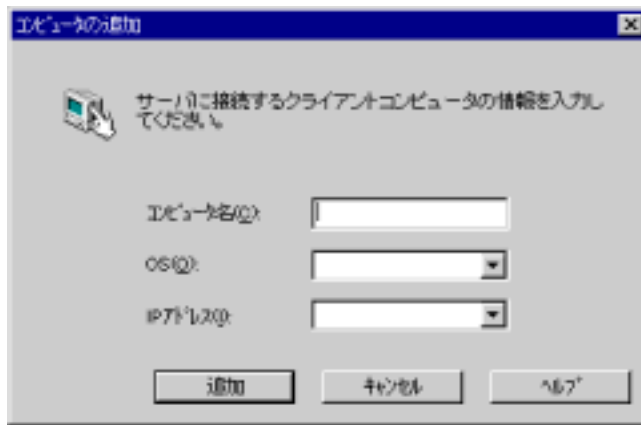 コンピュータの追加
サーバに接続するクライアントコンピュータの情報を入力し
てください。
コンピュータ名(C):
OS(O):
IPアドレス(I):
追加
キャンセル
ヘルプ